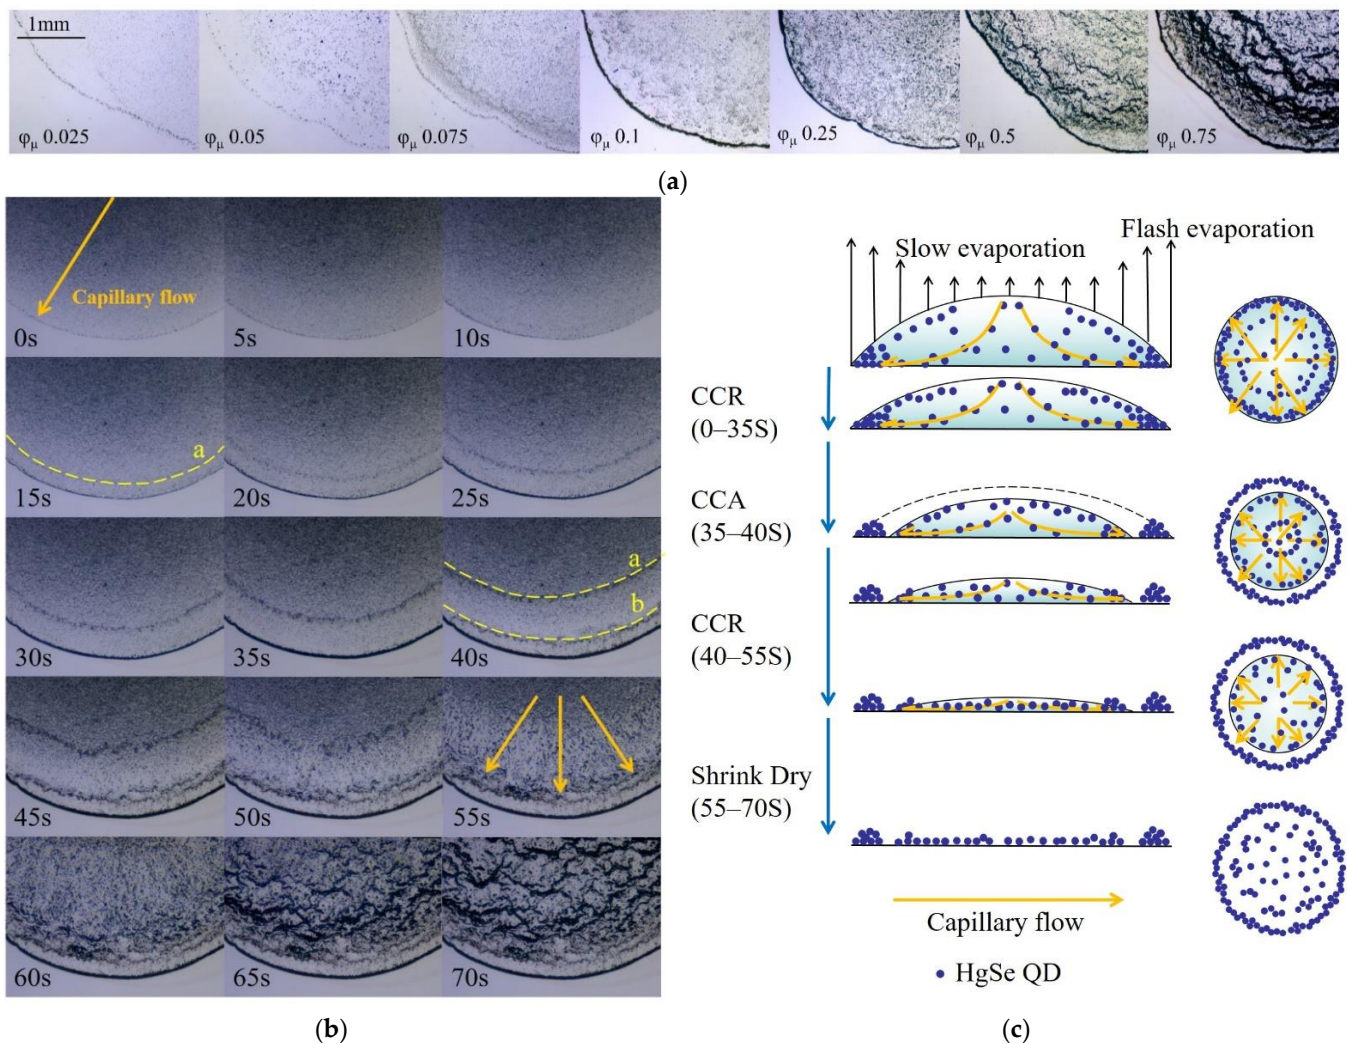 1mm
φμ 0.025
φμ 0.05
φμ 0.075
φμ 0.1
φμ 0.25
φμ 0.5
φμ 0.75
(a)
Capillary flow
0s
5s
10s
a
15s
20s
25s
a
b
30s
35s
40s
45s
50s
55s
60s
65s
70s
(b)
Flash evaporation
Slow evaporation
CCR
(0–35S)
CCA
(35–40S)
CCR
(40–55S)
Shrink Dry
(55–70S)
Capillary flow
HgSe QD
(c)